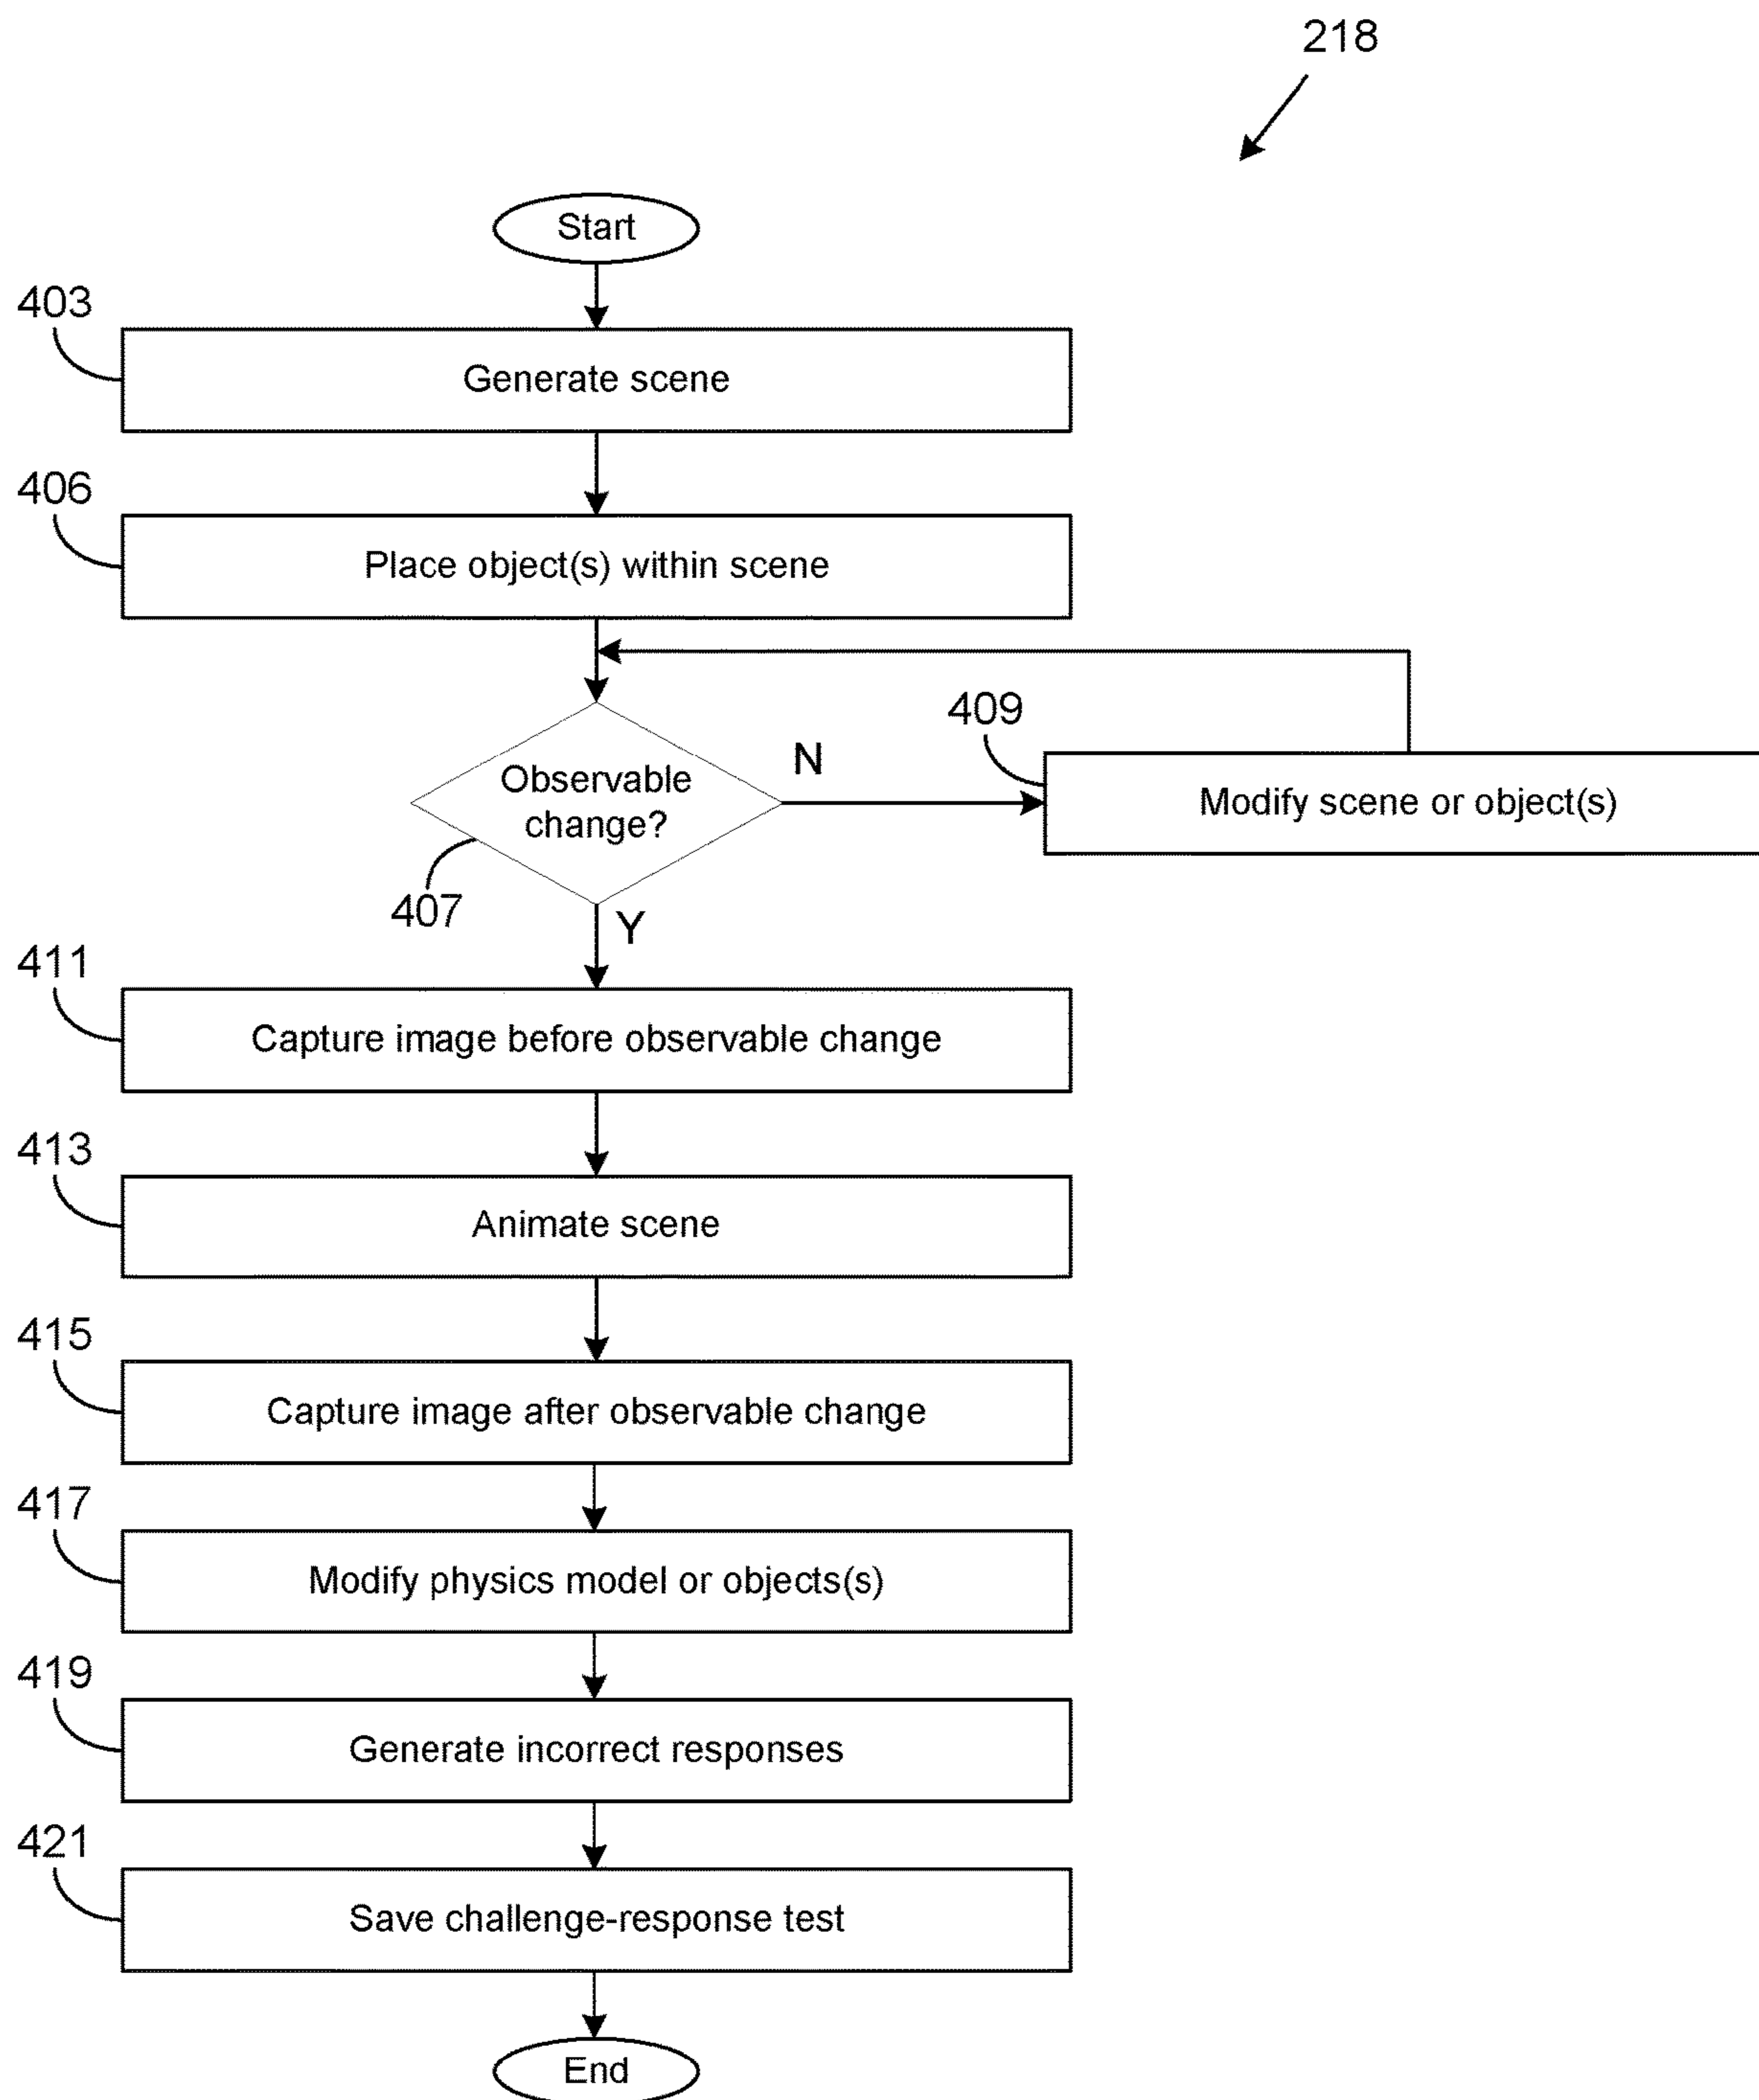 218
Start
403
Generate scene
406
Place object(s) within scene
409
N
Observable
change?
Modify scene or object(s)
407
Y
411
Capture image before observable change
413
Animate scene
415
Capture image after observable change
417
Modify physics model or objects(s)
419
Generate incorrect responses
421
Save challenge-response test
End